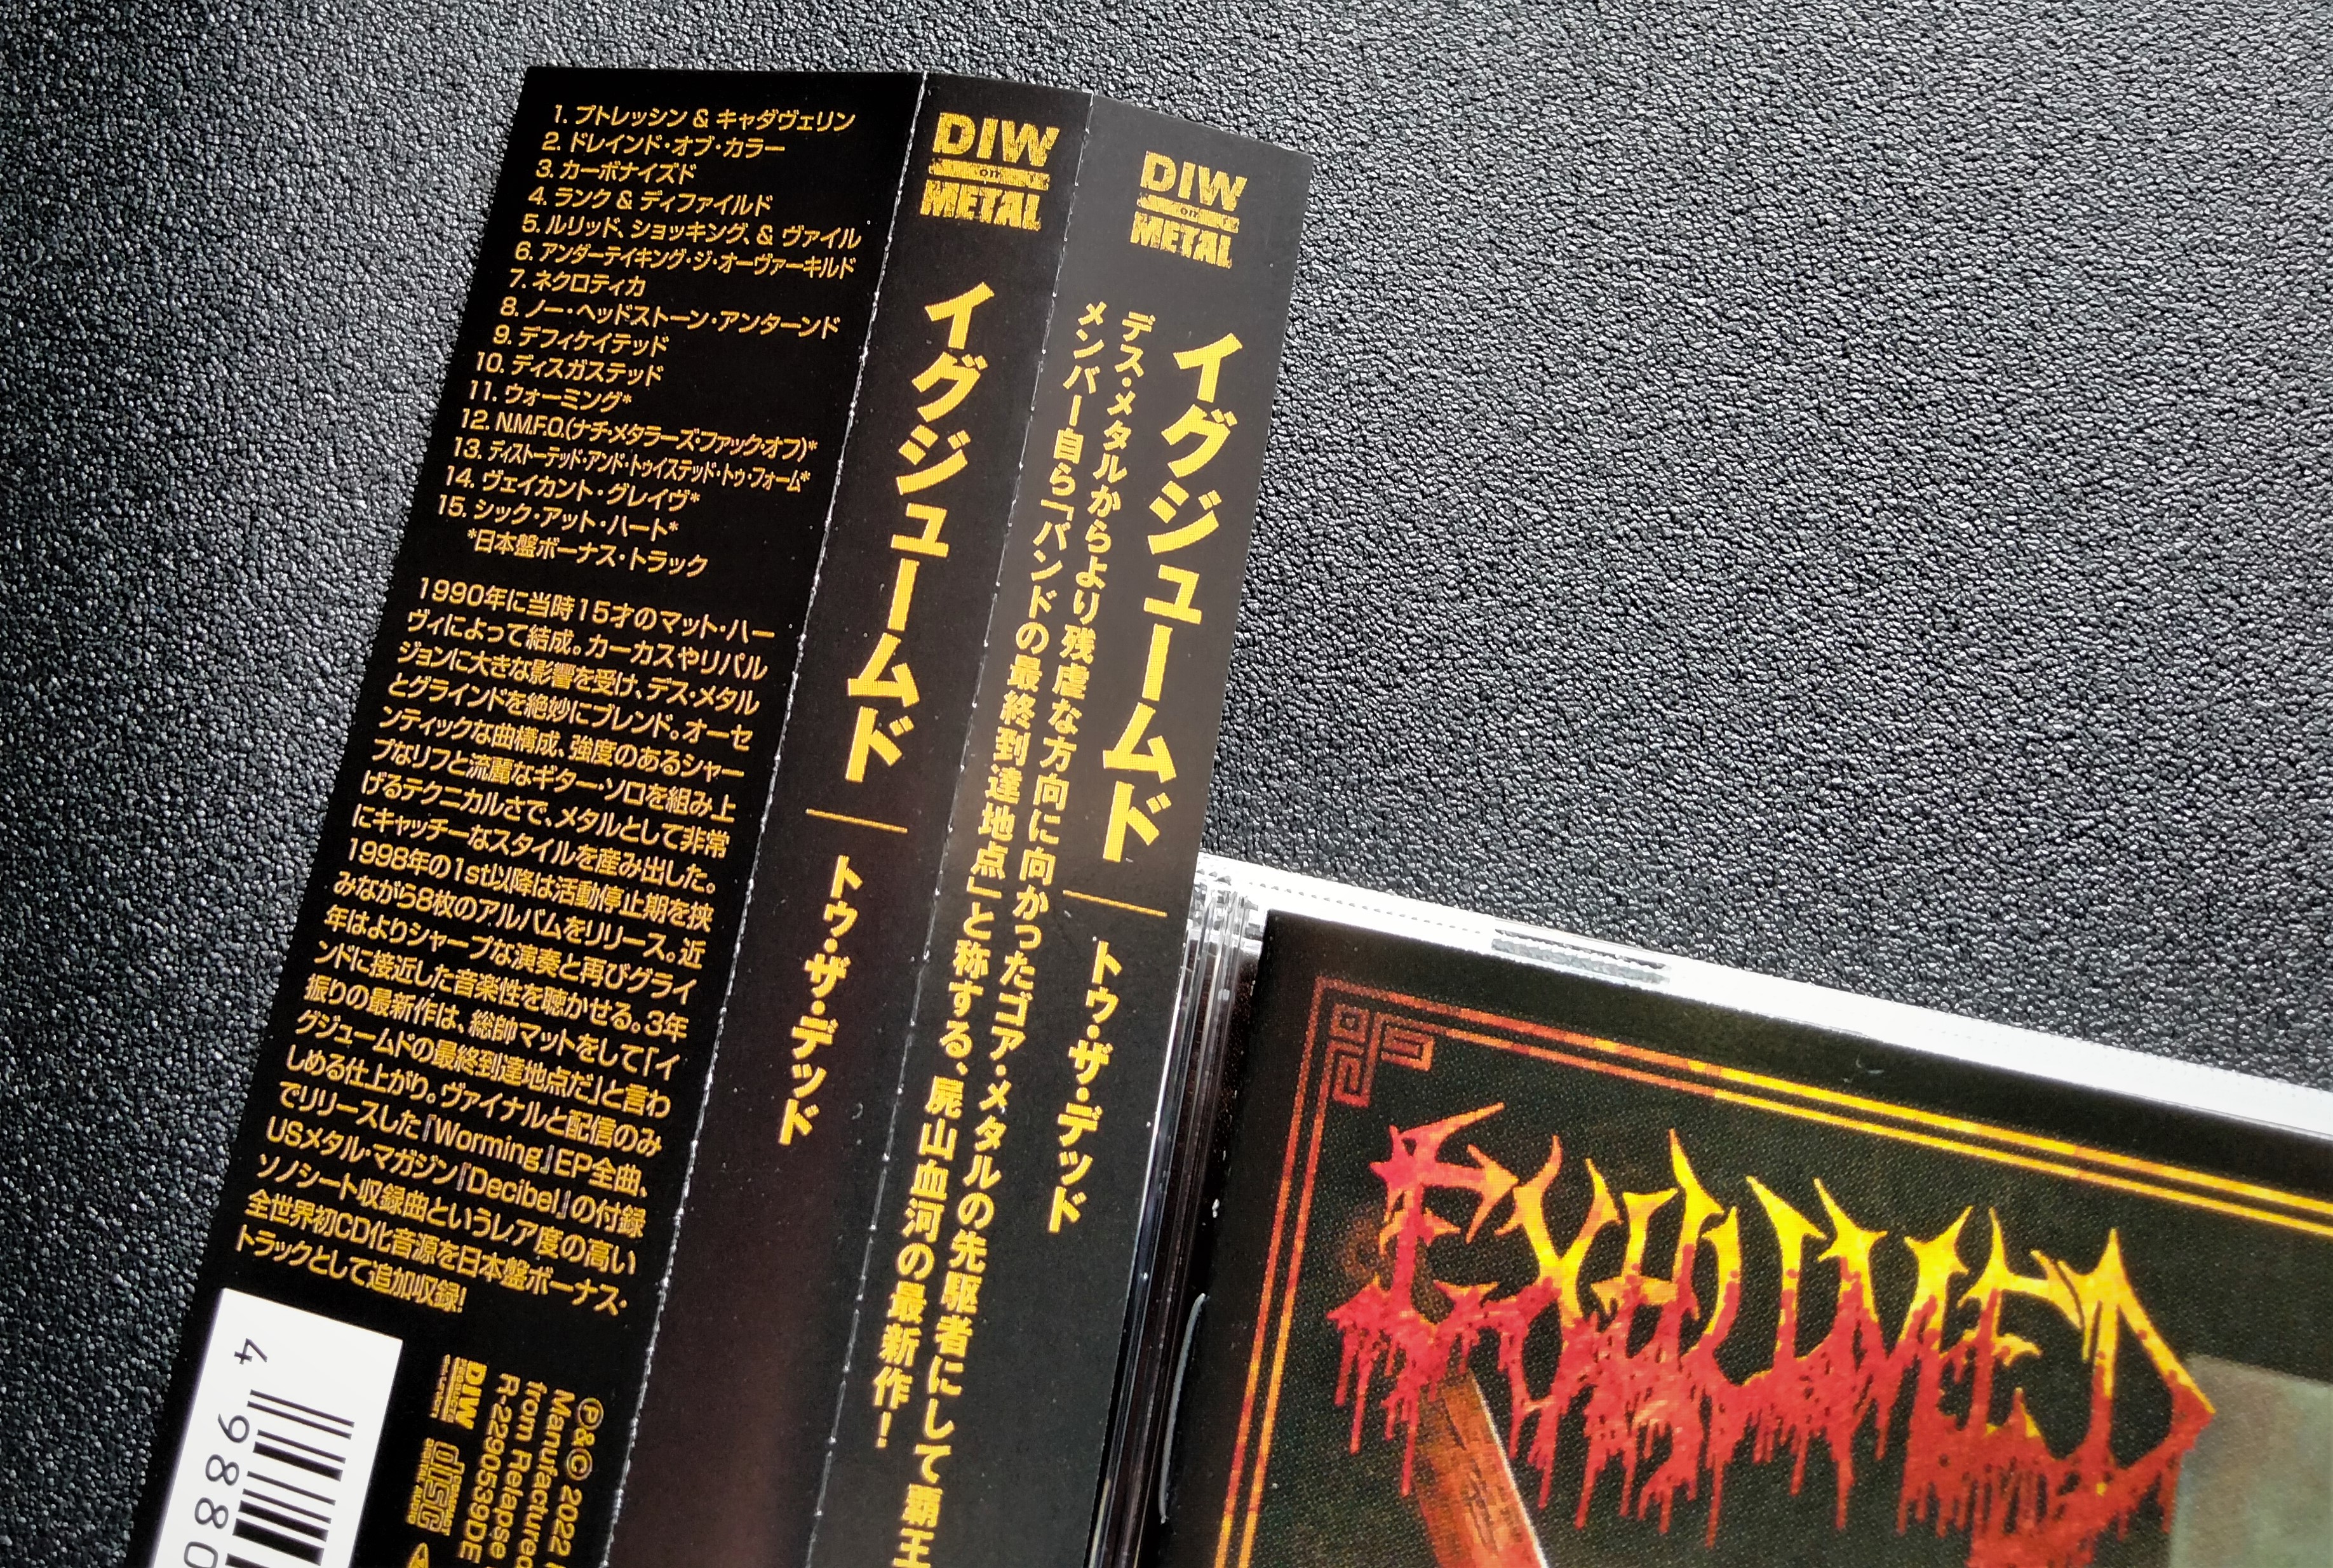 1. プトレッシン & キャダヴェリン
2. ドレインド・オブ・カラー
3. カーボナイズド
4. ランク & ディファイルド
5. ルリッド、ショッキング、& ヴァイル
6. アンダーテイキング・ジ・オーヴァーキルド
7. ネクロティカ
8. ノー・ヘッドストーン・アンターンド
9. デフィケイテッド
10. ディスガステッド
11. ウォーミング*
12. N.M.F.O.(ナチ・メタラーズ・ファック・オフ)*
13. ディストーテッド・アンド・トゥイステッド・トゥ・フォーム*
14. ヴェイカント・グレイヴ*
15. シック・アット・ハート*
*日本盤ボーナス・トラック
1990年に当時15才のマット・ハー
ヴィによって結成。カーカスやリパル
ジョンに大きな影響を受け、デス・メタル
とグラインドを絶妙にブレンド。オーセ
ンティックな曲構成、強度のあるシャー
プなリフと流麗なギター・ソロを組み上
げるテクニカルさで、メタルとして非常
にキャッチーなスタイルを産み出した。
1998年の1st以降は活動停止期を挟
みながら8枚のアルバムをリリース。近
年はよりシャープな演奏と再びグライ
ンドに接近した音楽性を聴かせる。3年
振りの最新作は、総帥マットをして「イ
グジュームドの最終到達地点だ」と言わ
しめる仕上がり。ヴァイナルと配信のみ
でリリースした『Worming』EP全曲、
USメタル・マガジン『Decibel』の付録
ソノシート収録曲というレア度の高い
全世界初CD化音源を日本盤ボーナス・
トラックとして追加収録!
4 9880
Ⓟ&Ⓒ 2022
Manufactured
from Relapse
R-2290539DE
DIW
COMPACT
disc
DIGITAL AUDIO
DIW
on
METAL
イグジュームド
トゥ・ザ・デッド
DIW
on
METAL
イグジュームド
トゥ・ザ・デッド
デス・メタルからより残虐な方向に向かったゴア・メタルの先駆者にして覇王
メンバー自ら「バンドの最終到達地点」と称する、屍山血河の最新作!
EXHUMED